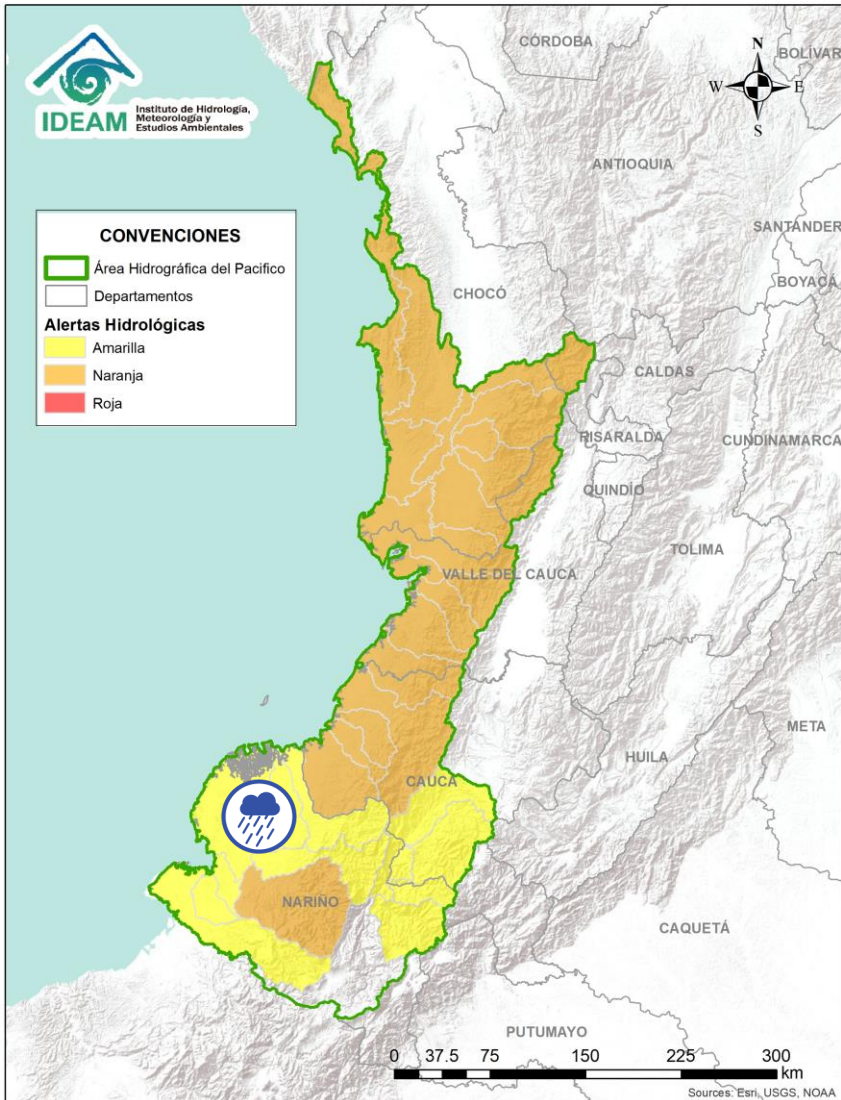 IDEAM
Instituto de Hidrología,
Meteorología y
Estudios Ambientales
CÓRDOBA
BOLÍVAR
N
W
E
S
ANTIOQUIA
SANTANDER
BOYACÁ
CONVENCIONES
Área Hidrográfica del Pacifico
Departamentos
Alertas Hidrológicas
Amarilla
Naranja
Roja
CHOCÓ
CALDAS
RISARALDA
CUNDINAMARCA
QUINDÍO
TOLIMA
VALLE DEL CAUCA
META
HUILA
CAUCA
NARIÑO
CAQUETÁ
PUTUMAYO
0 37.5 75 150 225 300
km
Sources: Esri, USGS, NOAA